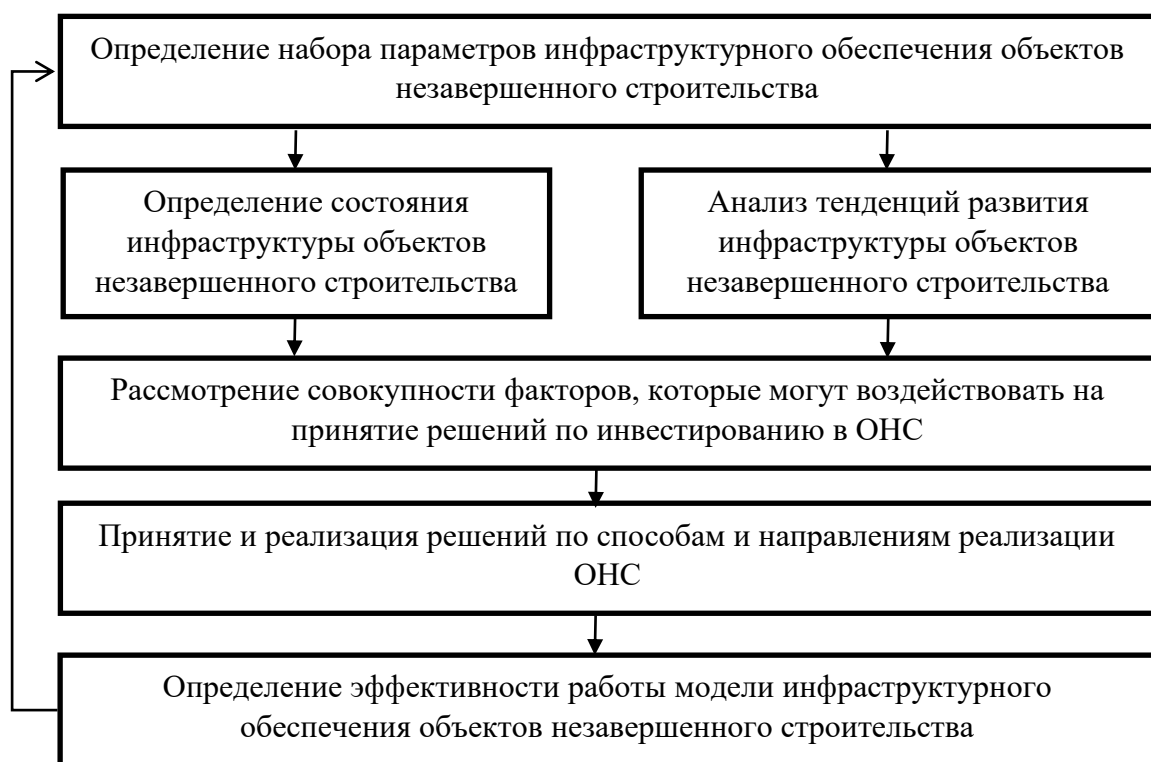 Определение набора параметров инфраструктурного обеспечения объектов
незавершенного строительства
Определение состояния
инфраструктуры объектов
незавершенного строительства
Анализ тенденций развития
инфраструктуры объектов
незавершенного строительства
Рассмотрение совокупности факторов, которые могут воздействовать на
принятие решений по инвестированию в ОНС
Принятие и реализация решений по способам и направлениям реализации
ОНС
Определение эффективности работы модели инфраструктурного
обеспечения объектов незавершенного строительства